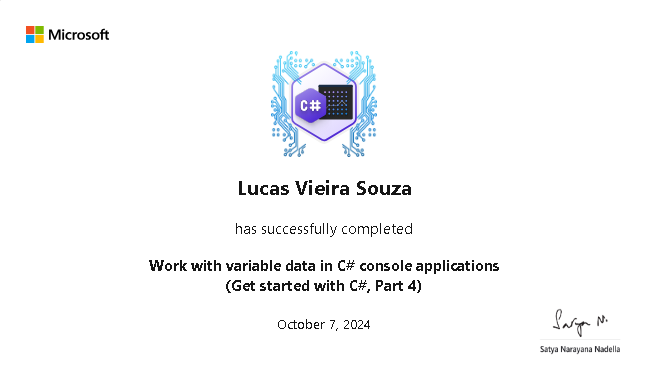 Microsoft
C#
Lucas Vieira Souza
has successfully completed
Work with variable data in C# console applications
(Get started with C#, Part 4)
October 7, 2024
Satya N.
Satya Narayana Nadella